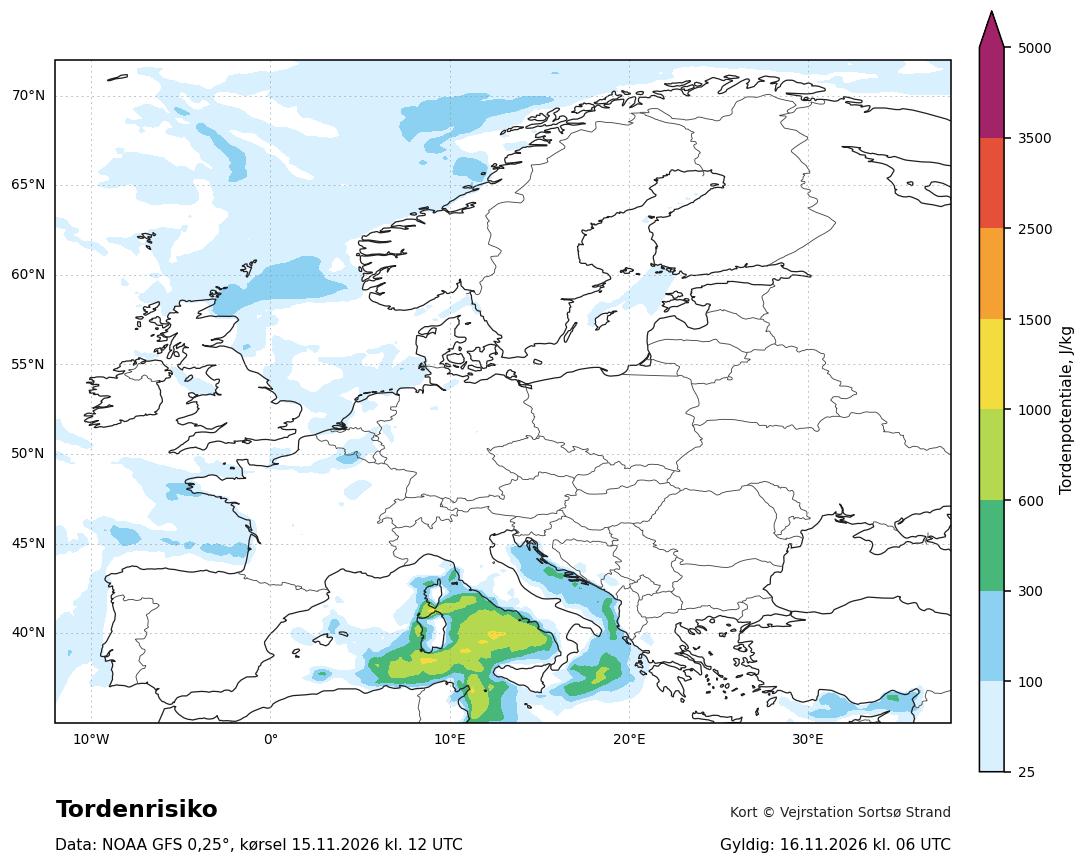 5000
3500
2500
1500
1000
600
300
100
25
Tordenpotentiale, J/kg
70°N
65°N
60°N
55°N
50°N
45°N
40°N
10°W
0°
10°E
20°E
30°E
Tordenrisiko
Kort © Vejrstation Sortsø Strand
Data: NOAA GFS 0,25°, kørsel 15.11.2026 kl. 12 UTC
Gyldig: 16.11.2026 kl. 06 UTC